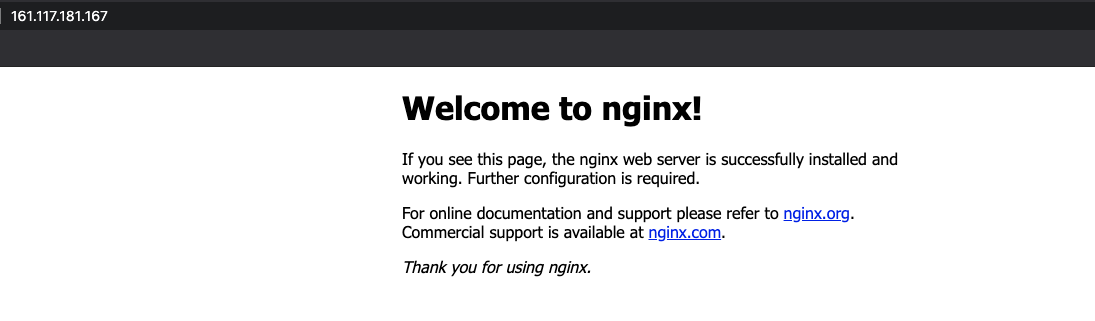 161.117.181.167
Welcome to nginx!
If you see this page, the nginx web server is successfully installed and
working. Further configuration is required.
For online documentation and support please refer to nginx.org.
Commercial support is available at nginx.com.
Thank you for using nginx.